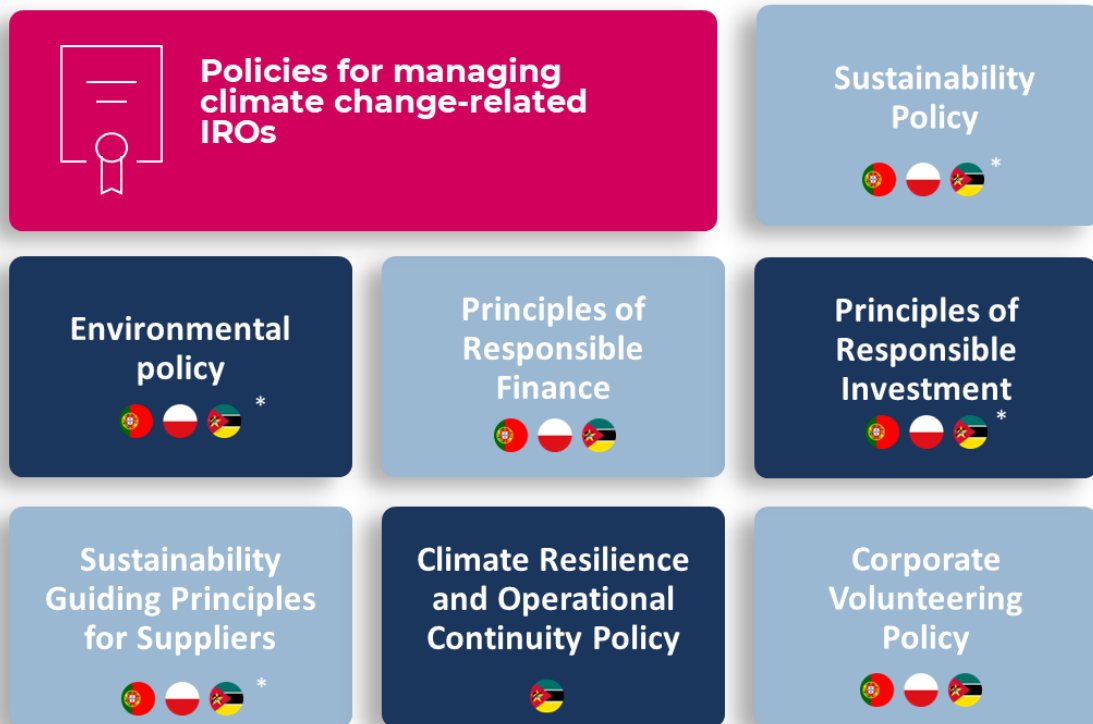 Policies for managing
climate change-related
IROs
Sustainability
Policy
*
Environmental
policy
*
Principles of
Responsible
Finance
Principles of
Responsible
Investment
*
Sustainability
Guiding Principles
for Suppliers
*
Climate Resilience
and Operational
Continuity Policy
Corporate
Volunteering
Policy